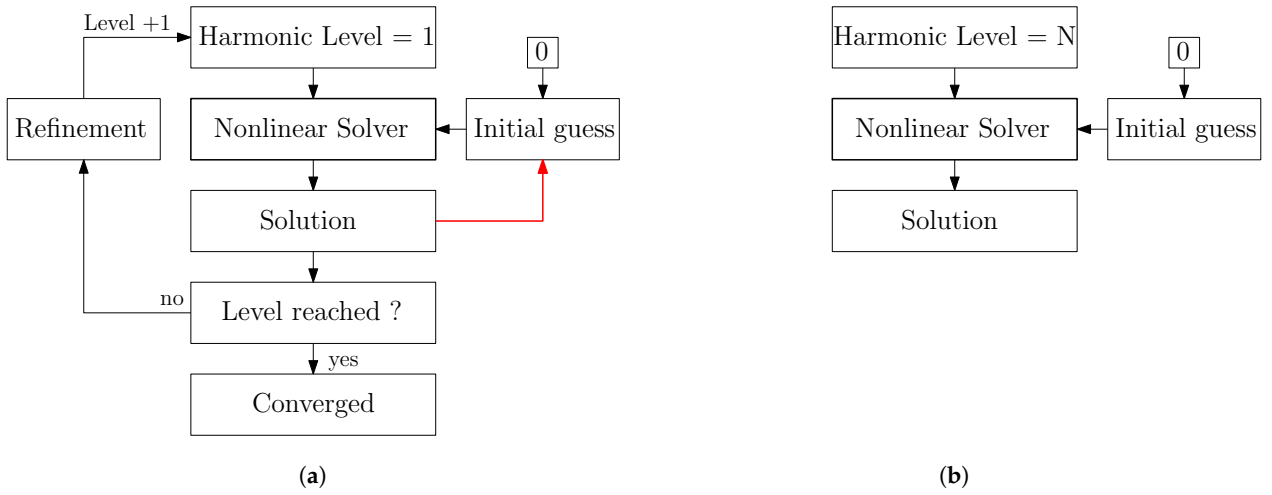 Level +1
Harmonic Level = 1
0
Refinement
Nonlinear Solver
Initial guess
Solution
no
Level reached ?
yes
Converged
(a)
Harmonic Level = N
0
Nonlinear Solver
Initial guess
Solution
(b)